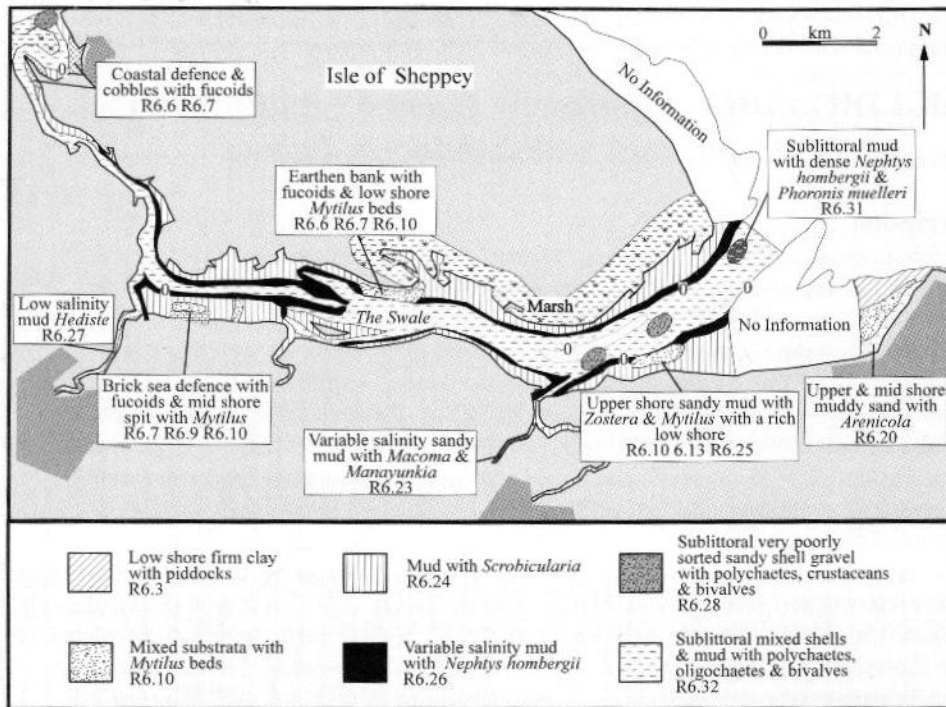 0 km 2
N
Isle of Sheppey
No Information
Coastal defence &
cobbles with fucoids
R6.6 R6.7
0
Sublittoral mud
with dense Nephtys
hombergii &
Phoronis muelleri
R6.31
Earthen bank with
fucoids & low shore
Mytilus beds
R6.6 R6.7 R6.10
0
0
0
Low salinity
mud Hediste
R6.27
The Swale
Marsh
No Information
0
0
Brick sea defence with
fucoids & mid shore
spit with Mytilus
R6.7 R6.9 R6.10
Upper shore sandy mud with
Zostera & Mytilus with a rich
low shore
R6.10 6.13 R6.25
Upper & mid shore
muddy sand with
Arenicola
R6.20
Variable salinity sandy
mud with Macoma &
Manayunkia
R6.23
Low shore firm clay
with piddocks
R6.3
Mud with Scrobicularia
R6.24
Sublittoral very poorly
sorted sandy shell gravel
with polychaetes, crustaceans
& bivalves
R6.28
Mixed substrata with
Mytilus beds
R6.10
Variable salinity mud
with Nephtys hombergii
R6.26
Sublittoral mixed shells
& mud with polychaetes,
oligochaetes & bivalves
R6.32